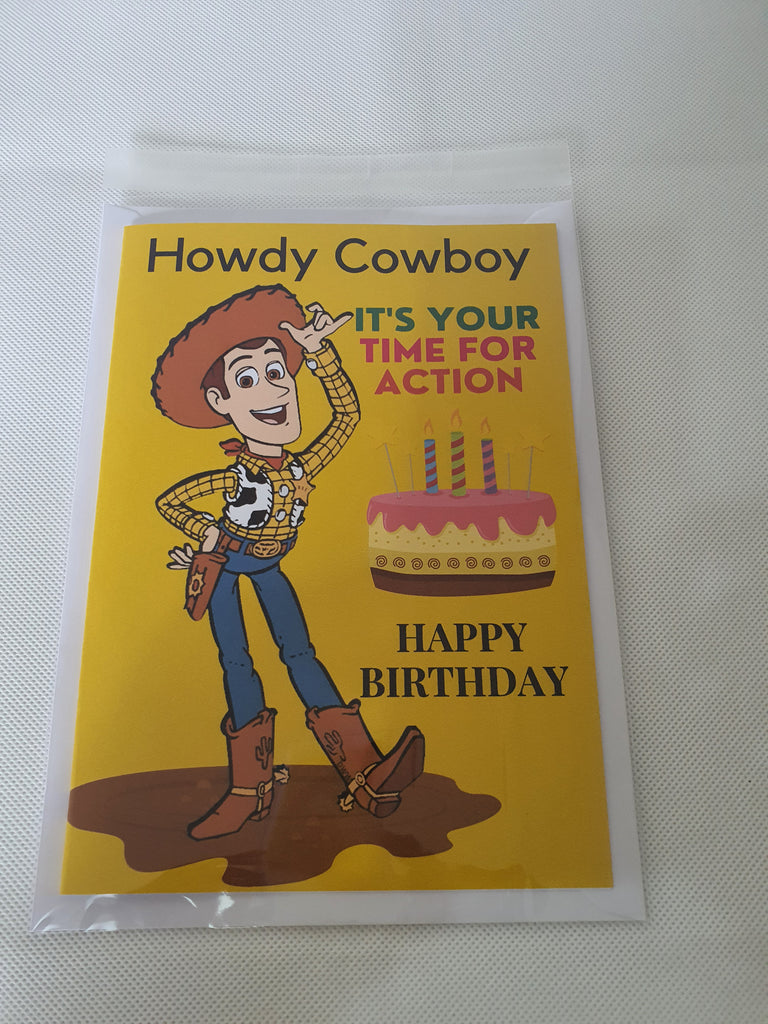 Howdy Cowboy
IT'S YOUR
TIME FOR
ACTION
HAPPY
BIRTHDAY